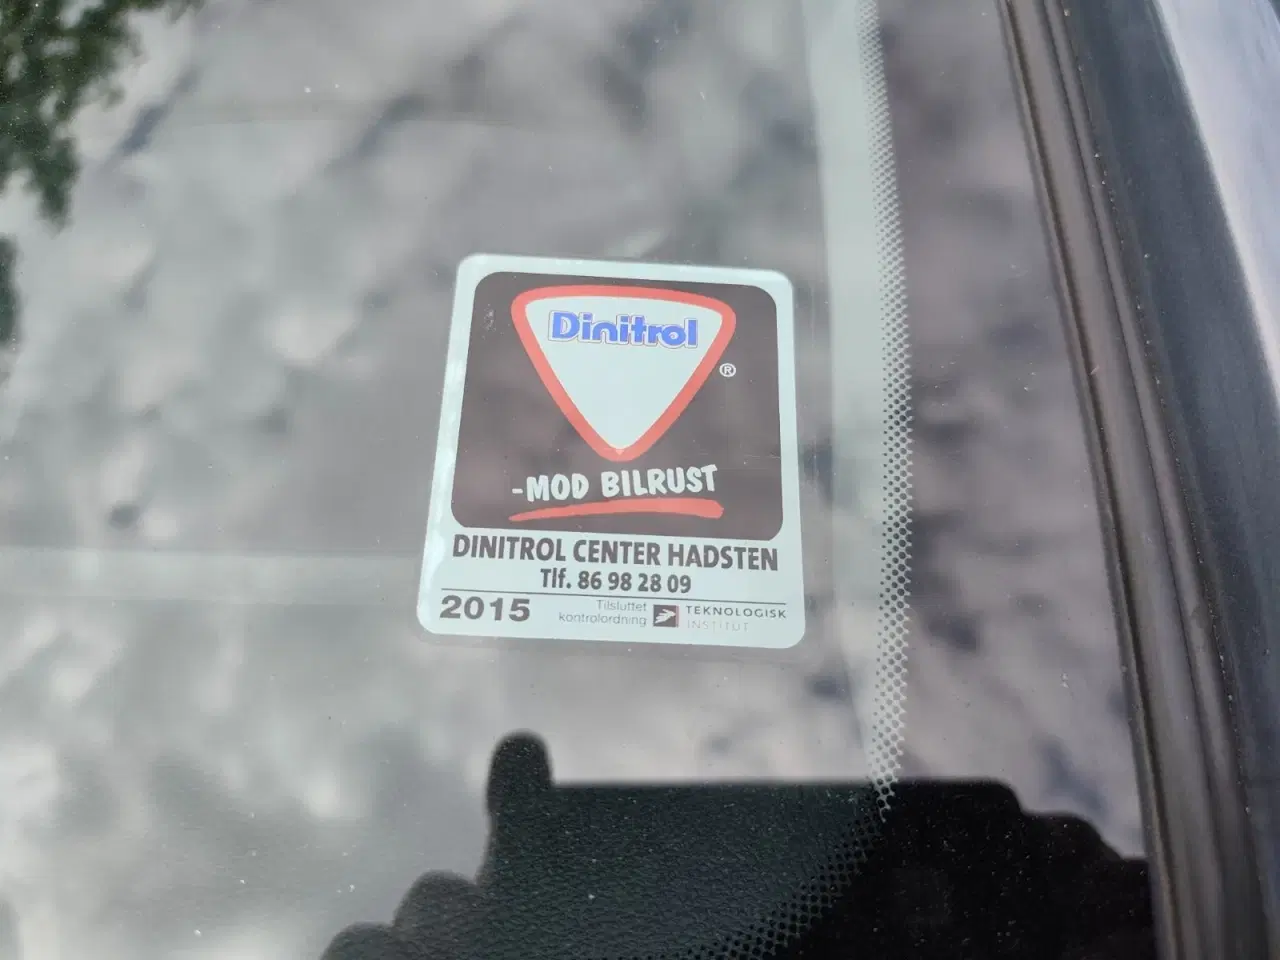 Dinitrol
®
-MOD BILRUST
DINITROL CENTER HADSTEN
Tlf. 86 98 28 09
2015
Tilsluttet
kontrolordning
TEKNOLOGISK
INSTITUT